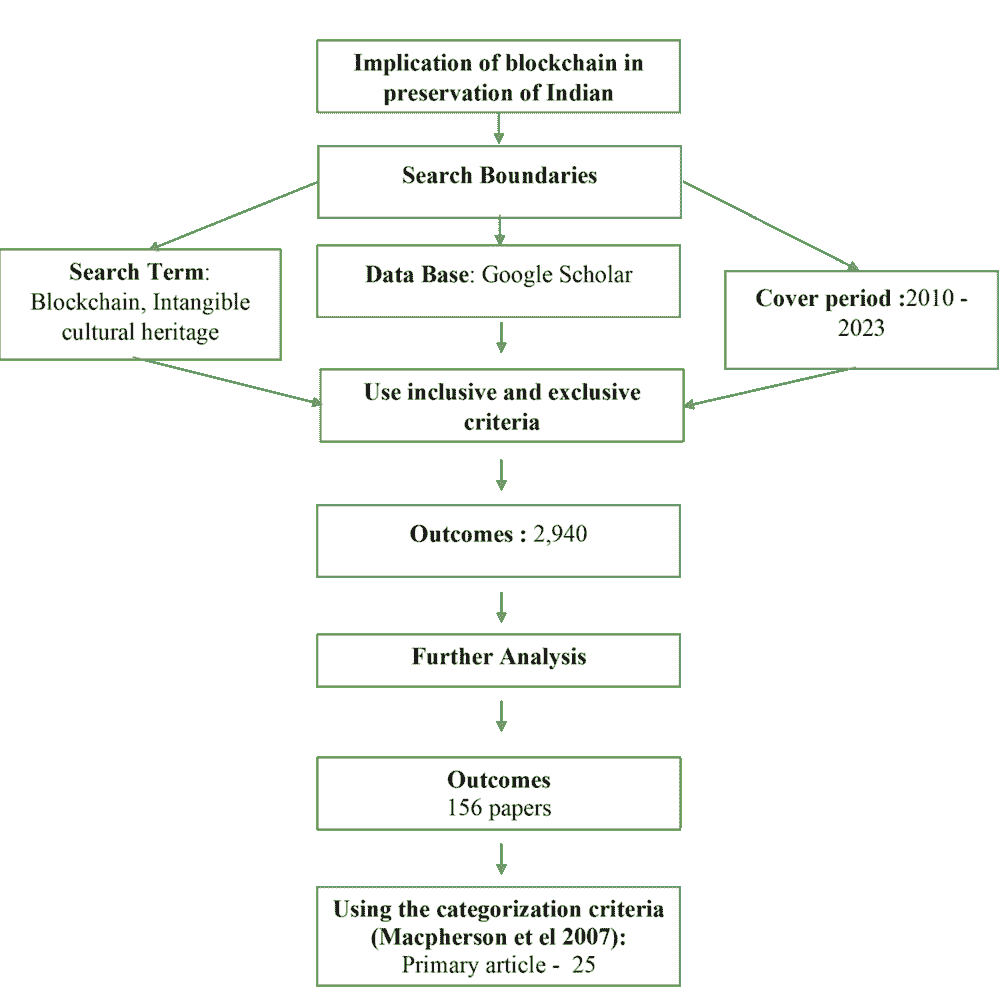 Implication of blockchain in
preservation of Indian
Search Boundaries
Search Term:
Blockchain, Intangible
cultural heritage
Data Base: Google Scholar
Cover period :2010 -
2023
Use inclusive and exclusive
criteria
Outcomes : 2,940
Further Analysis
Outcomes
156 papers
Using the categorization criteria
(Macpherson et el 2007):
Primary article -  25